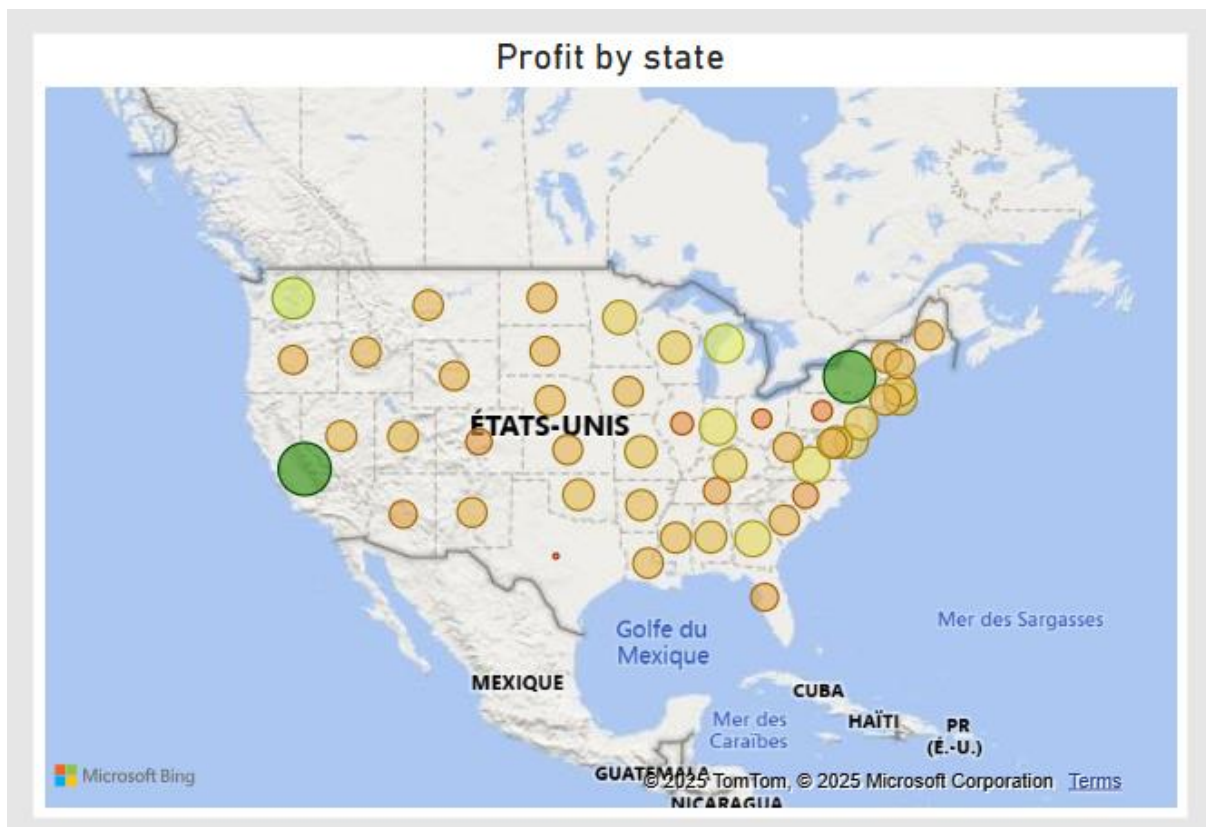 Profit by state
ÉTATS-UNIS
Mer des Sargasses
Golfe du
Mexique
MEXIQUE
CUBA
Mer des
Caraïbes
HAÏTI
PR
(É.-U.)
Microsoft Bing
GUATEMALA
© 2025 TomTom, © 2025 Microsoft Corporation Terms
NICARAGUA